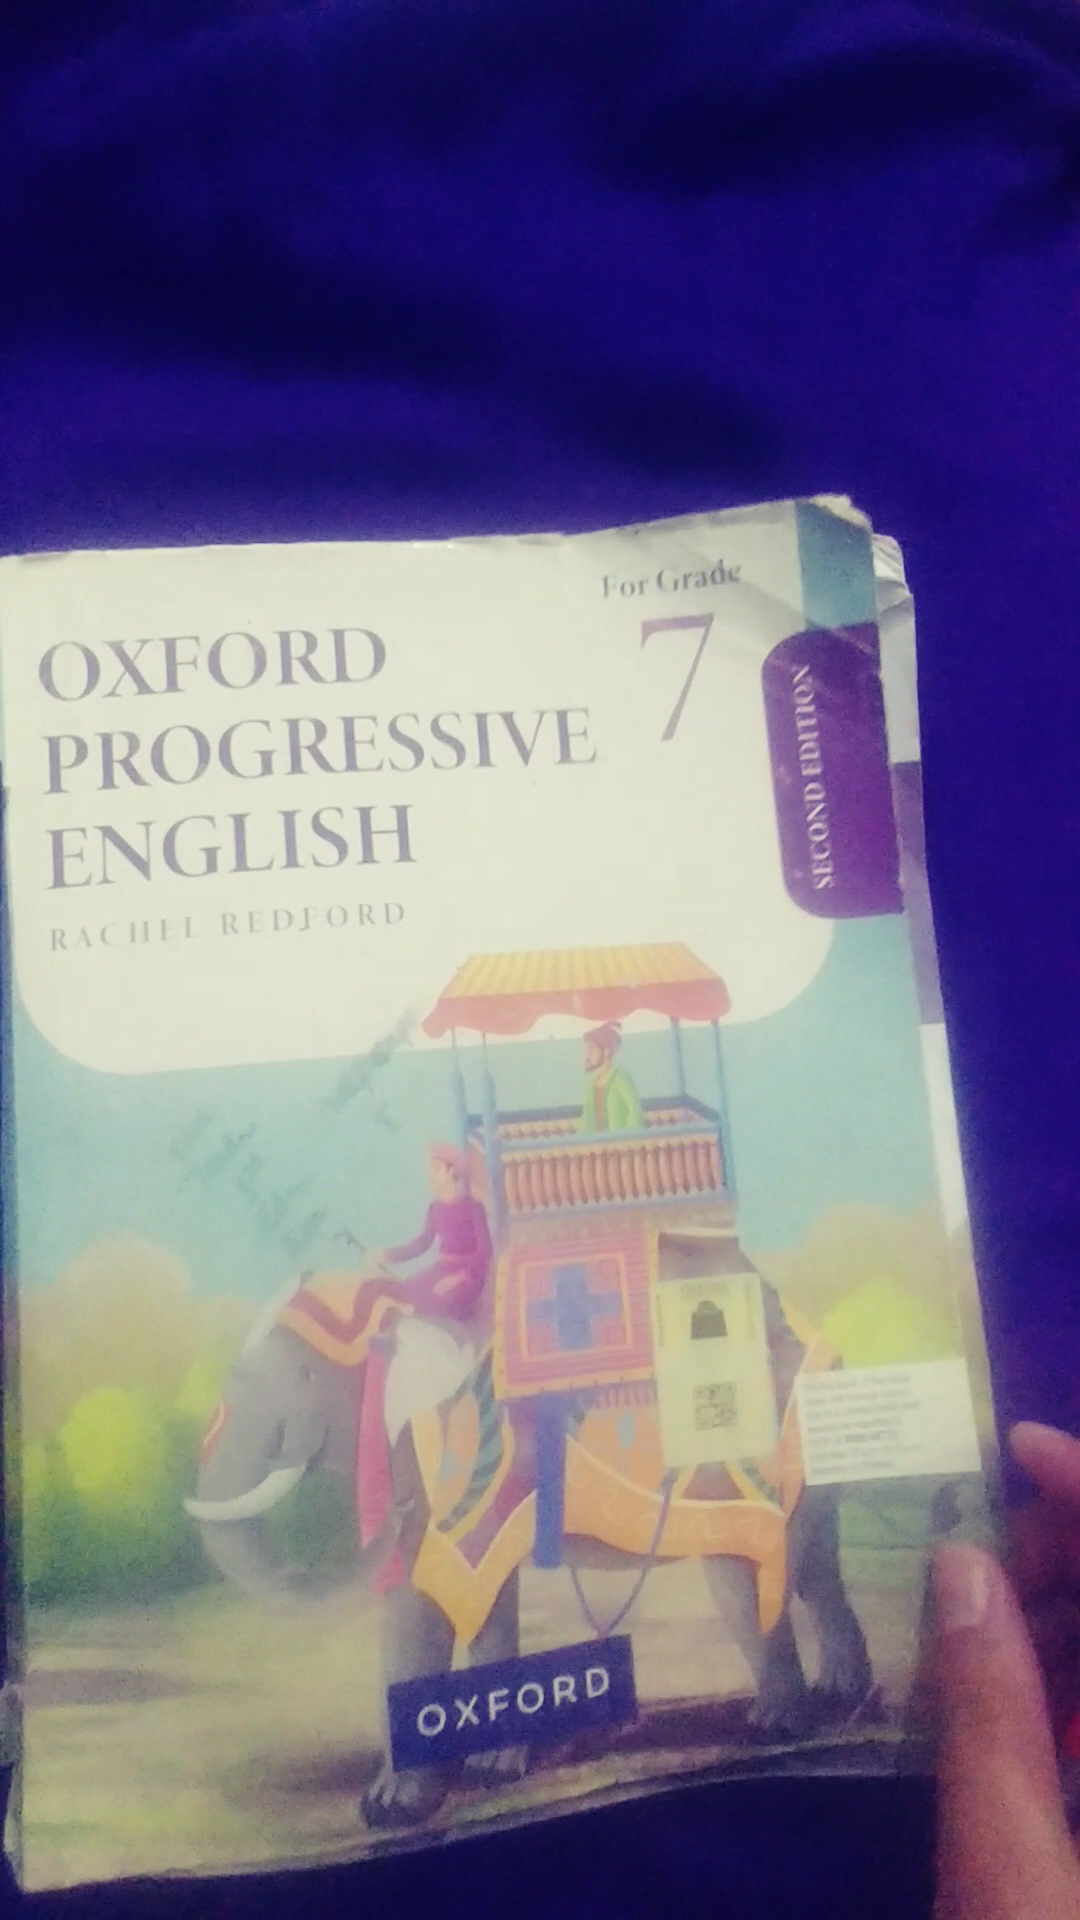 For Grade
7
OXFORD
PROGRESSIVE
ENGLISH
RACHEL REDFORD
SECOND EDITION
OXFORD